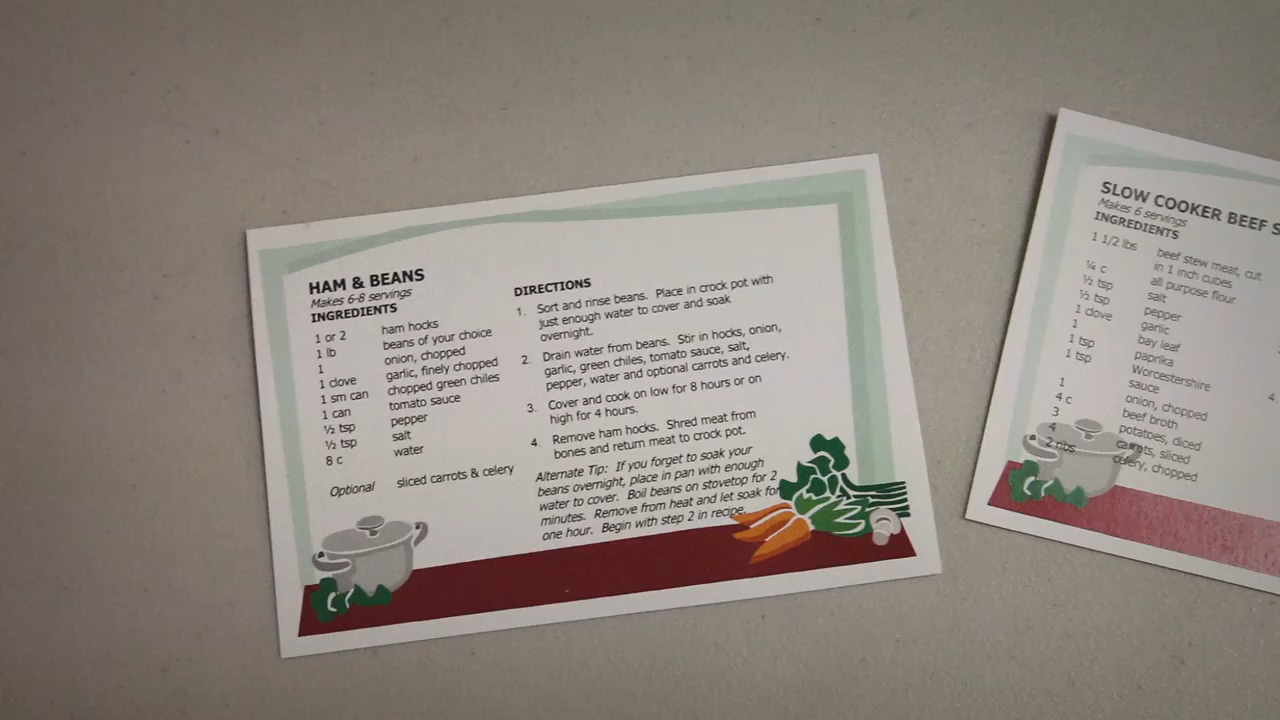 HAM & BEANS
Makes 6-8 servings
INGREDIENTS
1 or 2 ham hocks
1 lb beans of your choice
1 onion, chopped
1 clove garlic, finely chopped
1 sm can chopped green chiles
1 can tomato sauce
½ tsp pepper
½ tsp salt
8 c water
Optional sliced carrots & celery
DIRECTIONS
1. Sort and rinse beans. Place in crock pot with
just enough water to cover and soak
overnight.
2. Drain water from beans. Stir in hocks, onion,
garlic, green chiles, tomato sauce, salt,
pepper, water and optional carrots and celery.
3. Cover and cook on low for 8 hours or on
high for 4 hours.
4. Remove ham hocks. Shred meat from
bones and return meat to crock pot.
Alternate Tip: If you forget to soak your
beans overnight, place in pan with enough
water to cover. Boil beans on stovetop for 2
minutes. Remove from heat and let soak for
one hour. Begin with step 2 in recipe.
SLOW COOKER BEEF S
Makes 6 servings
INGREDIENTS
1 1/2 lbs beef stew meat, cut
in 1 inch cubes
¼ c all purpose flour
½ tsp salt
½ tsp pepper
1 clove garlic
1 bay leaf
1 tsp paprika
1 tsp Worcestershire
sauce
1 onion, chopped
4 c beef broth
3 potatoes, diced
4 carrots, sliced
2 ribs celery, chopped
4.